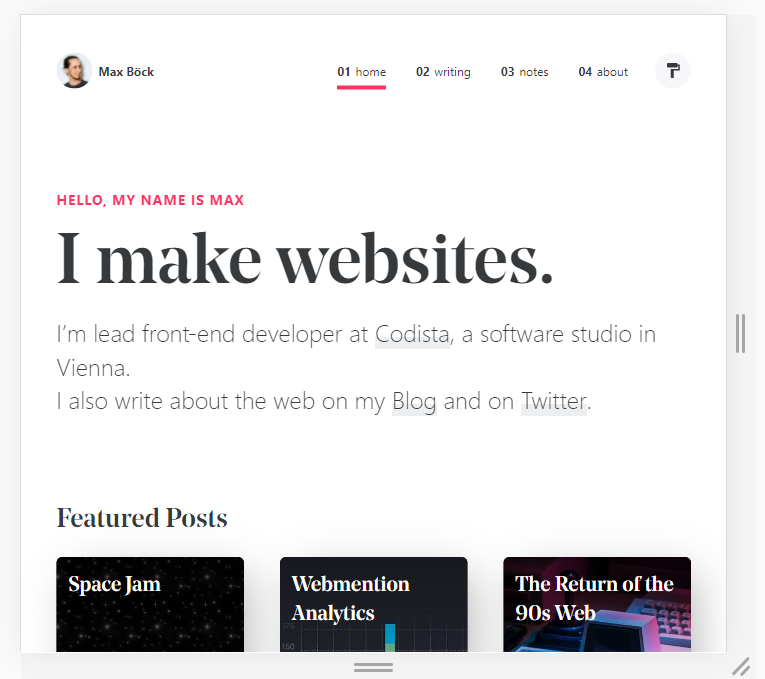 Max Böck
01 home
02 writing
03 notes
04 about
HELLO, MY NAME IS MAX
I make websites.
I’m lead front-end developer at Codista, a software studio in
Vienna.
I also write about the web on my Blog and on Twitter.
Featured Posts
Space Jam
Webmention
Analytics
175
150
The Return of the
90s Web